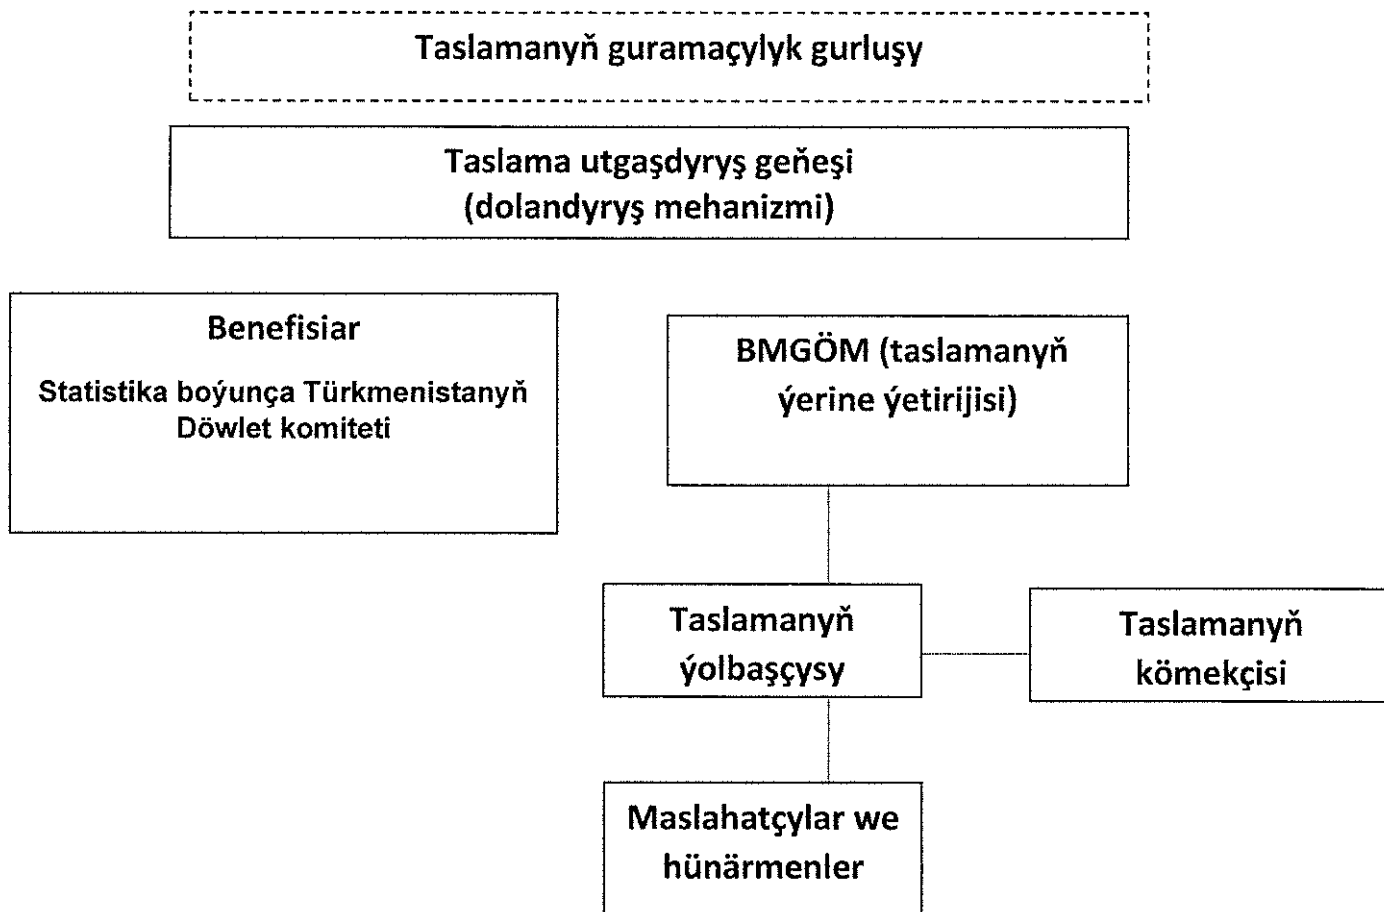 Taslamanyň guramaçylyk gurluşy
Taslama utgaşdyryş geňeşi
(dolandyryş mehanizmi)
Benefisiar
Statistika boýunça Türkmenistanyň
Döwlet komiteti
BMGÖM (taslamanyň
ýerine ýetirijisi)
Taslamanyň
ýolbaşçysy
Taslamanyň
kömekçisi
Maslahatçylar we
hünärmenler